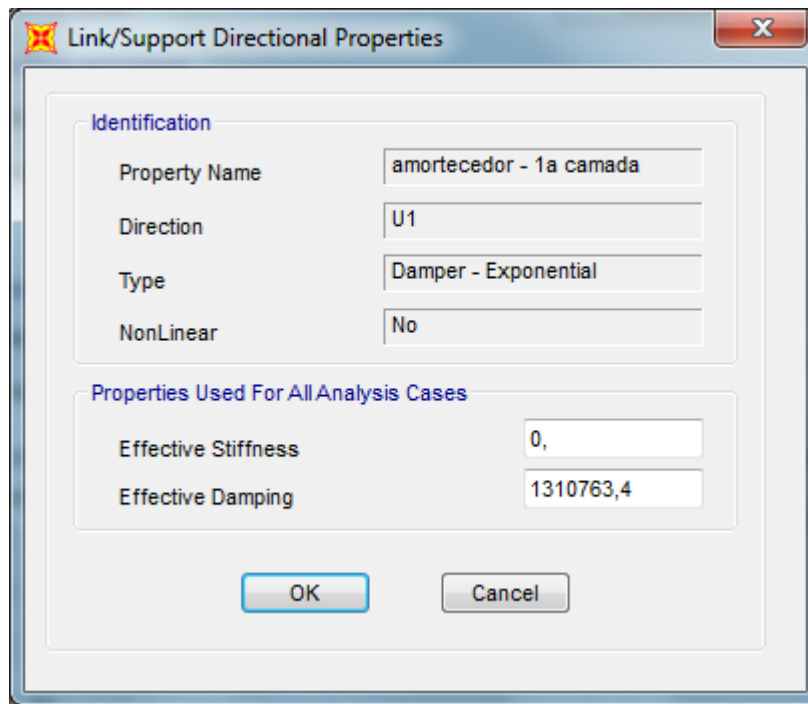 Link/Support Directional Properties
Identification
Property Name amortecedor - 1a camada
Direction U1
Type Damper - Exponential
NonLinear No
Properties Used For All Analysis Cases
Effective Stiffness 0,
Effective Damping 1310763,4
OK Cancel